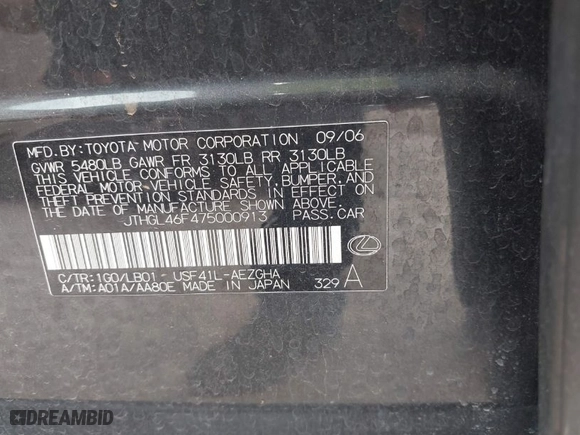 MFD.BY:TOYOTA MOTOR CORPORATION 09/06
GVWR 5480LB GAWR FR 3130LB RR 3130LB
THIS VEHICLE CONFORMS TO ALL APPLICABLE
FEDERAL MOTOR VEHICLE SAFETY, BUMPER, AND
THEFT PREVENTION STANDARDS IN EFFECT ON
THE DATE OF MANUFACTURE SHOWN ABOVE.
JTHGL46F475000913 PASS.CAR
C/TR:1G0/LB01 - USF41L-AEZGHA
A/TM:A01A/AA80E MADE IN JAPAN 329 A
DREAMBID